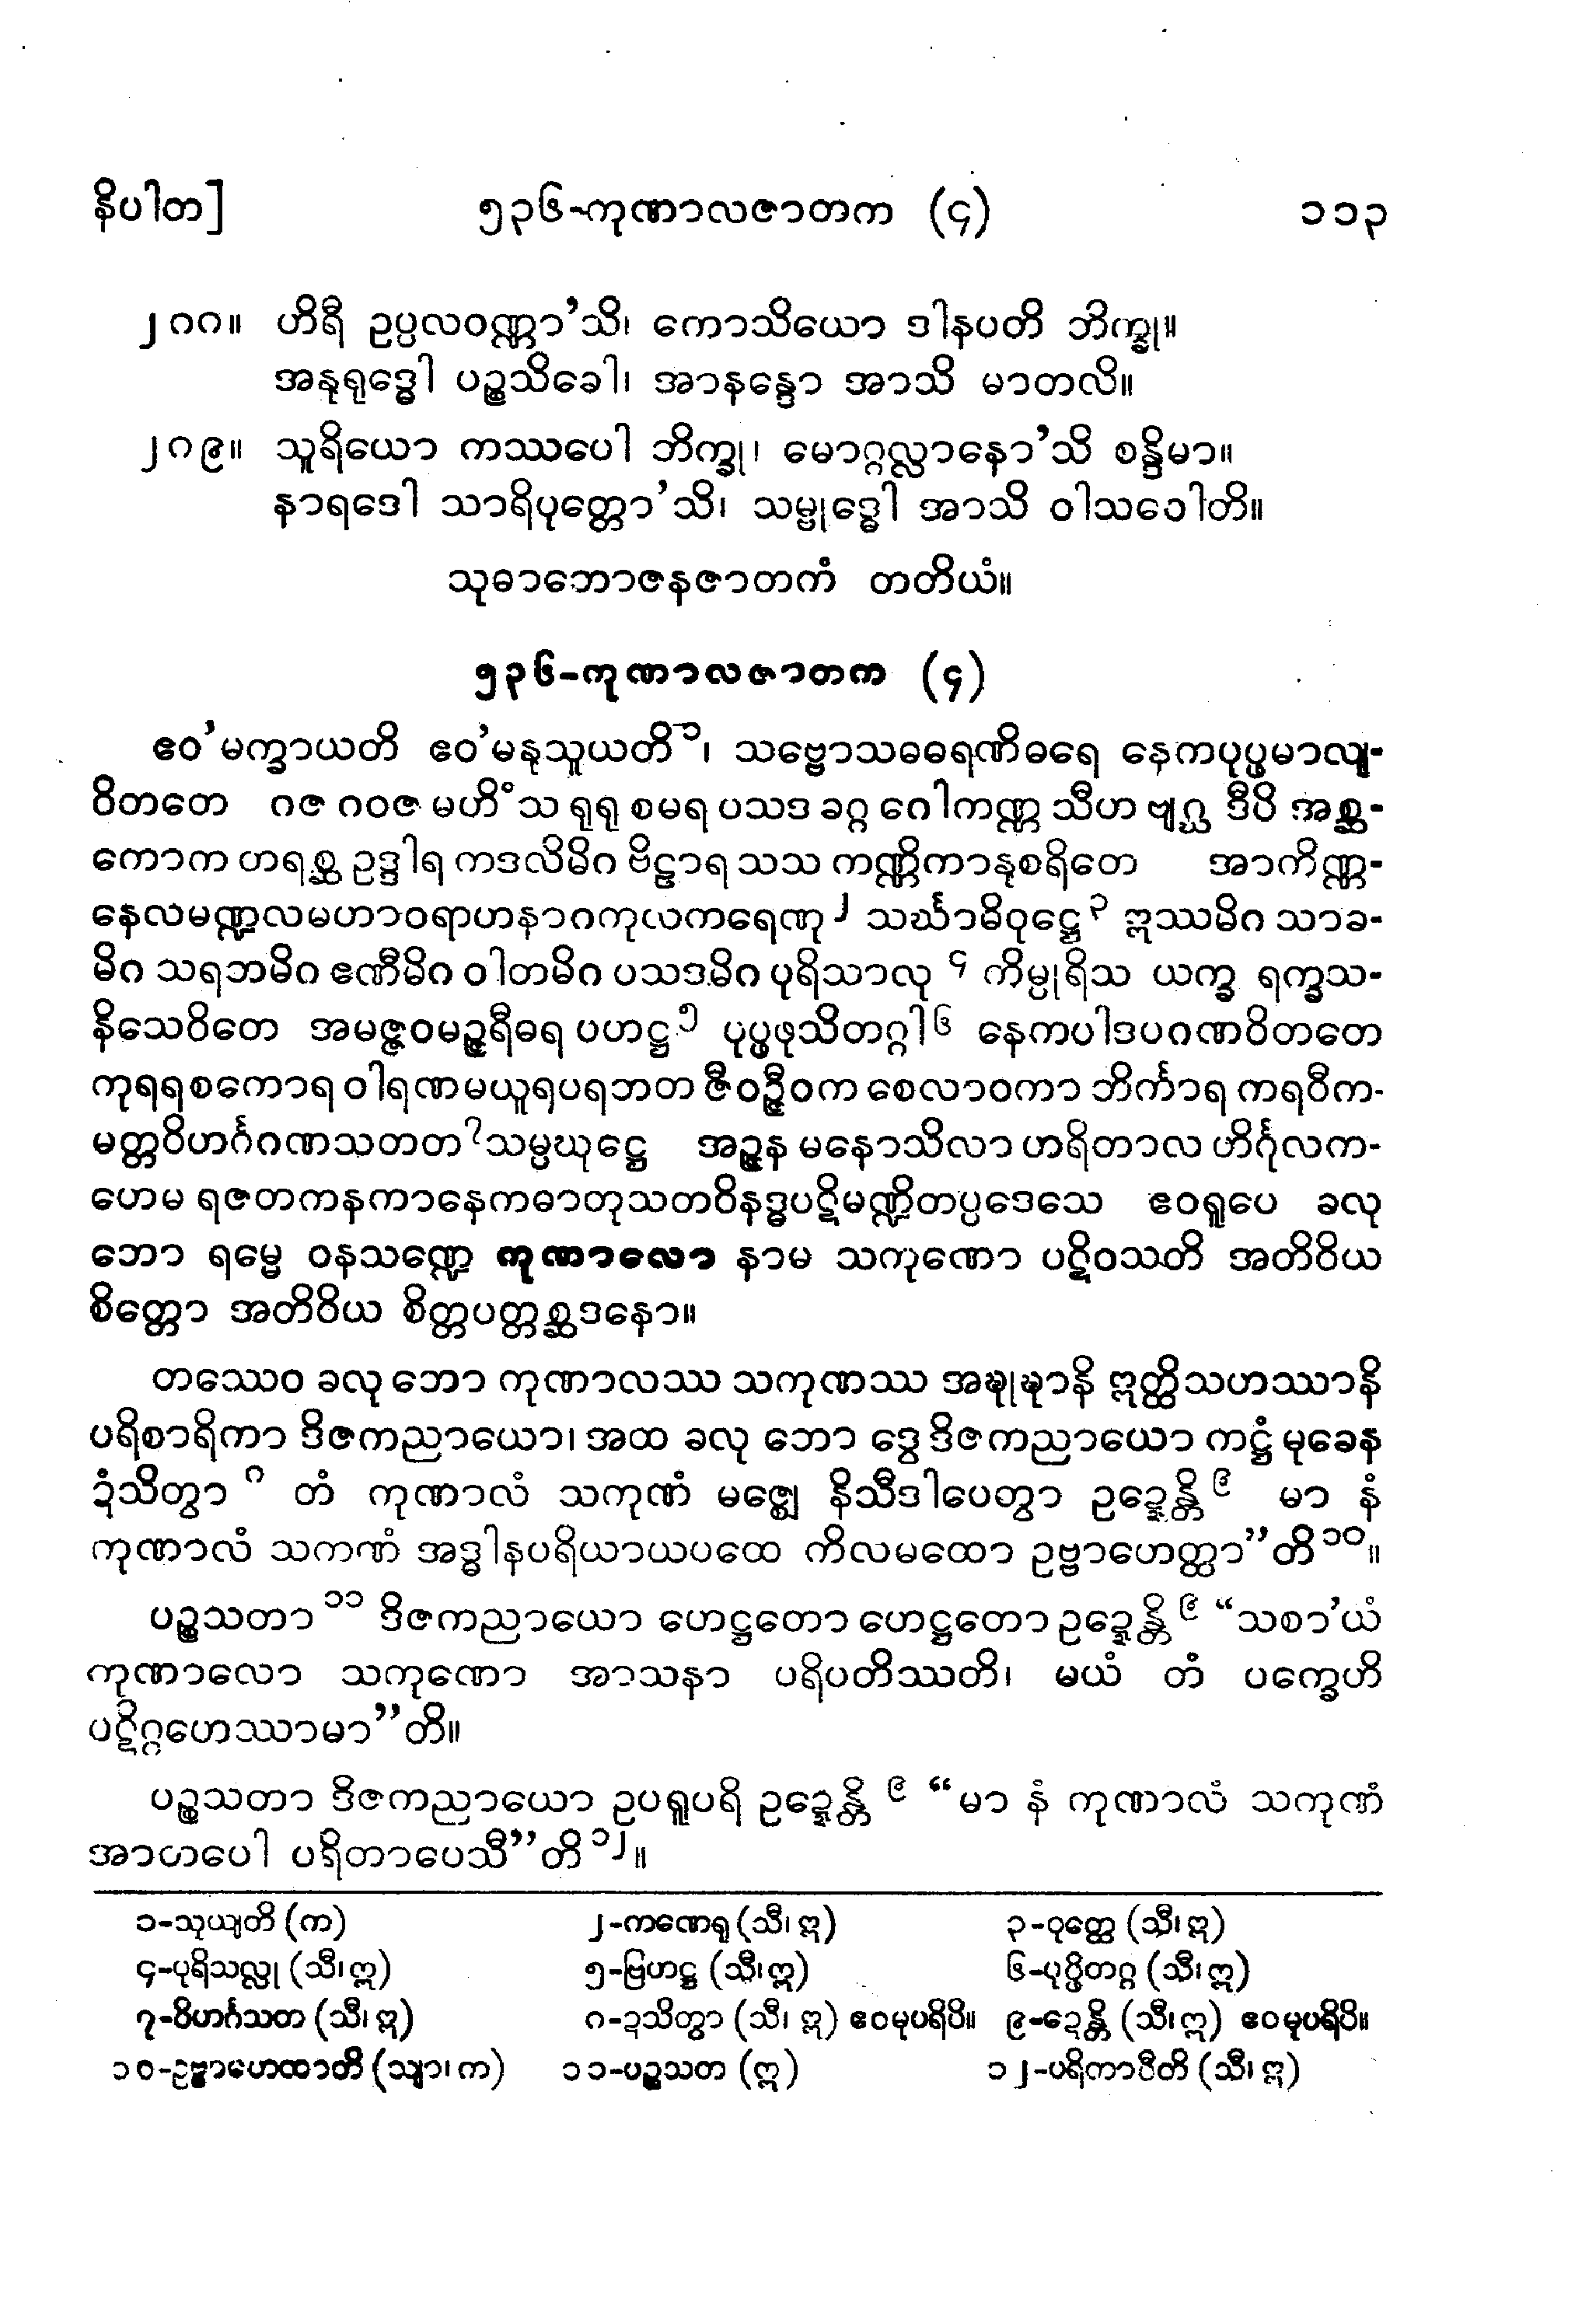 နိပါတ]	၅၃၆-ကုဏာလဇာတက (၄)	၁၁၃
၂၈၈။ ဟိရီ ဥပ္ပလဝဏ္ဏာ’သိ၊ ကောသိယော ဒါနပတိ ဘိက္ခု။
အနုရုဒ္ဓေါ ပဉ္စသိခေါ၊ အာနန္ဒော အာသိ မာတလိ။
၂၈၉။ သူရိယော ကဿပေါ ဘိက္ခု၊ မောဂ္ဂလ္လာနော’သိ စန္ဒိမာ။
နာရဒေါ သာရိပုတ္တော’သိ၊ သမ္ဗုဒ္ဓေါ အာသိ ဝါသဝေါတိ။
သုဓာဘောဇနဇာတကံ တတိယံ။
၅၃၆-ကုဏာလဇာတက (၄)
ဧဝ’မက္ခာယတိ ဧဝ’မနုသူယတိ ၁၊ သဗ္ဗောသဓဓရဏိဓရေ နေကပုပ္ဖမာလျ-
ဝိတတေ ဂဇ ဂဝဇ မဟိံသ ရုရု စမရ ပသဒ ခဂ္ဂ ဂေါကဏ္ဏ သီဟ ဗျဂ္ဃ ဒီပိ အစ္ဆ-
ကောက တရစ္ဆ ဥဒ္ဒါရ ကဒလိမိဂ ဗိဠာရ သသ ကဏ္ဏိကာနုစရိတေ အာကိဏ္ဏ-
နေလမဏ္ဍလမဟာဝရာဟနာဂကုလကရေဏု ၂ သင်္ဃာဓိဝုဋ္ဌေ ၃ ဣဿမိဂ သာခ-
မိဂ သရဘမိဂ ဧဏီမိဂ ဝါတမိဂ ပသဒမိဂ ပုရိသာလု ၄ ကိမ္ပုရိသ ယက္ခ ရက္ခသ-
နိသေဝိတေ အမဇ္ဇဝမဉ္ဇရီဓရ ပဟဋ္ဌ ၅ ပုပ္ဖဖုသိတဂ္ဂါ ၆ နေကပါဒပဂဏဝိတတေ
ကုရရစကောရ ဝါရဏမယူရပရဘတ ဇီဝဉ္ဇီဝက စေလာဝကာ ဘိင်္ကာရ ကရဝီက-
မတ္တဝိဟင်္ဂဂဏသတတ ၇သမ္ပဃုဋ္ဌေ အဉ္ဇန မနောသိလာ ဟရိတာလ ဟိင်္ဂုလက-
ဟေမ ရဇတကနကာနေကဓာတုသတဝိနဒ္ဓပဋိမဏ္ဍိတပ္ပဒေသေ ဧဝရူပေ ခလု
ဘော ရမ္မေ ဝနသဏ္ဍေ ကုဏာလော နာမ သကုဏော ပဋိဝသတိ အတိဝိယ
စိတ္တော အတိဝိယ စိတ္တပတ္တစ္ဆဒနော။
တဿေဝ ခလု ဘော ကုဏာလဿ သကုဏဿ အဍ္ဎုဍ္ဎာနိ ဣတ္ထိသဟဿာနိ
ပရိစာရိကာ ဒိဇကညာယော၊ အထ ခလု ဘော ဒွေ ဒိဇကညာယော ကဋ္ဌံ မုခေန
ဍံသိတွာ ၈ တံ ကုဏာလံ သကုဏံ မဇ္ဈေ နိသီဒါပေတွာ ဥဍ္ဍေန္တိ ၉ မာ နံ
ကုဏာလံ သကုဏံ အဒ္ဓါနပရိယာယပထေ ကိလမထော ဥဗ္ဗာဟေတ္ထာ”တိ ၁၀။
ပဉ္စသတာ ၁၁ ဒိဇကညာယော ဟေဋ္ဌတော ဟေဋ္ဌတော ဥဍ္ဍေန္တိ ၉ “သစာ’ယံ
ကုဏာလော သကုဏော အာသနာ ပရိပတိဿတိ၊ မယံ တံ ပက္ခေဟိ
ပဋိဂ္ဂဟေဿာမာ”တိ။
ပဉ္စသတာ ဒိဇကညာယော ဥပရူပရိ ဥဍ္ဍေန္တိ ၉ “မာ နံ ကုဏာလံ သကုဏံ
အာတပေါ ပရိတာပေသီ”တိ ၁၂။
၁-သုယျတိ (က)	၂-ကဏေရု (သီ၊ ဣ)	၃-ဝုတ္ထေ (သီ၊ ဣ)
၄-ပုရိသလ္လု (သီ၊ ဣ)	၅-ဗြဟဋ္ဌ (သီ၊ ဣ)	၆-ပုပ္ဖိတဂ္ဂ (သီ၊ ဣ)
၇-ဝိဟင်္ဂသတ (သီ၊ ဣ)	၈-ဍသိတွာ (သီ၊ ဣ) ဧဝမုပရိပိ။	၉-ဍေန္တိ (သီ၊ ဣ) ဧဝမုပရိပိ။
၁၀-ဥဗ္ဗာဟေထာတိ (သျာ၊ က)	၁၁-ပဉ္စသတ (ဣ)	၁၂-ပရိကာပီတိ (သီ၊ ဣ)